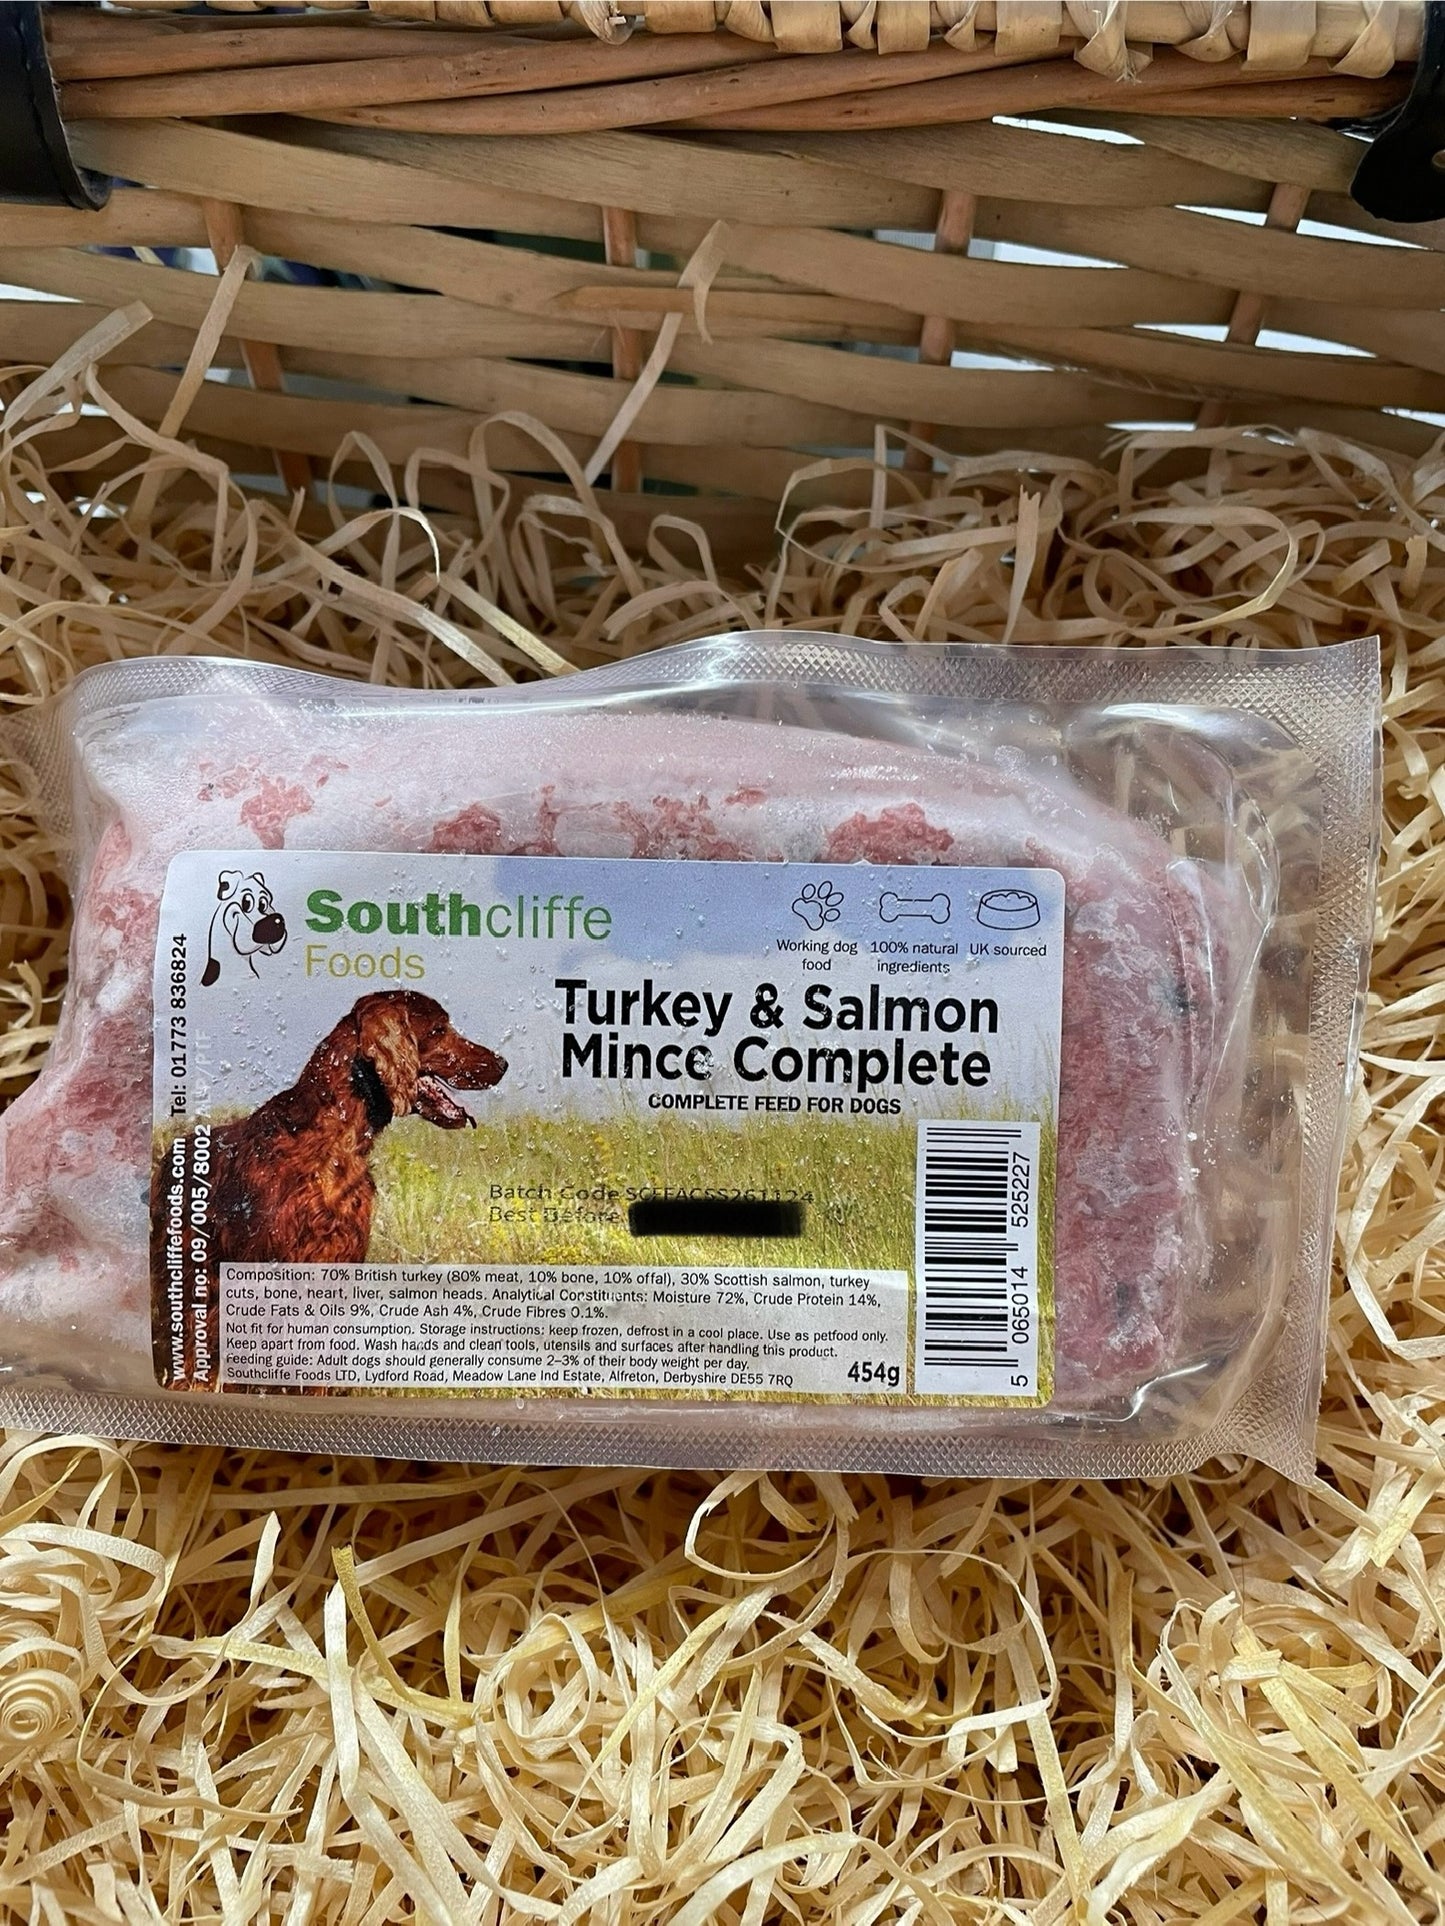 Southcliffe
Foods
Working dog
food
100% natural
ingredients
UK sourced
Turkey & Salmon
Mince Complete
COMPLETE FEED FOR DOGS
Batch Code SCFFACSS261124
Best Before
Composition: 70% British turkey (80% meat, 10% bone, 10% offal), 30% Scottish salmon, turkey
cuts, bone, heart, liver, salmon heads. Analytical Constituents: Moisture 72%, Crude Protein 14%,
Crude Fats & Oils 9%, Crude Ash 4%, Crude Fibres 0.1%.
Not fit for human consumption. Storage instructions: keep frozen, defrost in a cool place. Use as petfood only.
Keep apart from food. Wash hands and clean tools, utensils and surfaces after handling this product.
Feeding guide: Adult dogs should generally consume 2–3% of their body weight per day.
Southcliffe Foods LTD, Lydford Road, Meadow Lane Ind Estate, Alfreton, Derbyshire DE55 7RQ
454g
www.southcliffefoods.com Tel: 01773 836824
Approval no: 09/005/8002
5 065014 525227